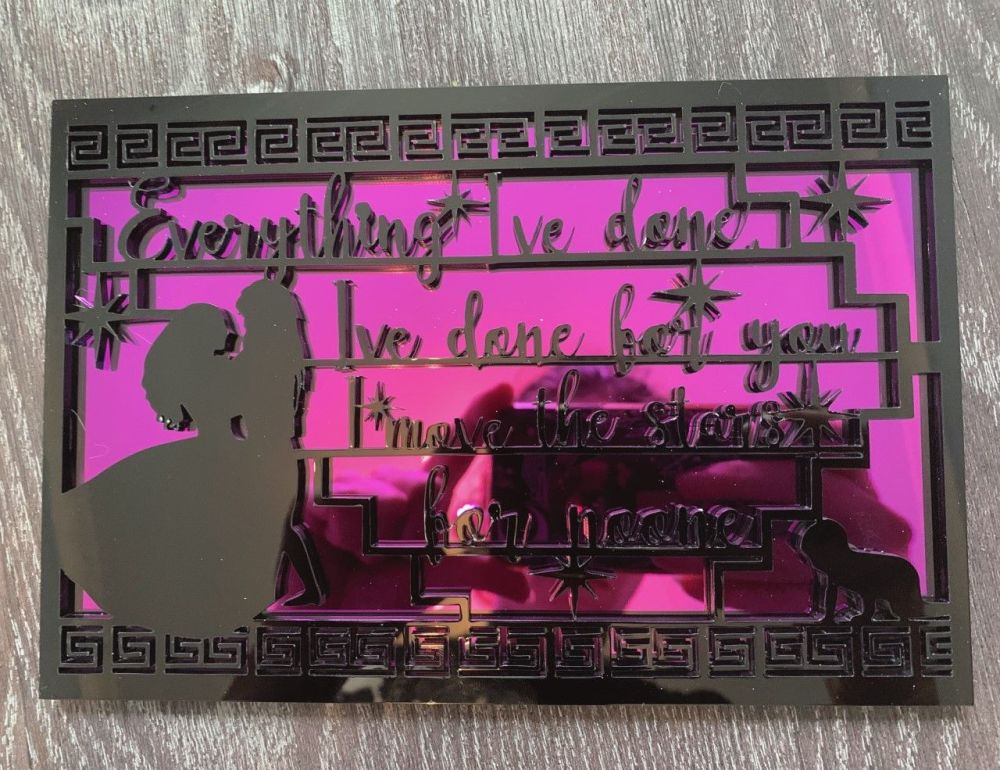 Everything I've done,
I've done for you
I move the stars
for noone